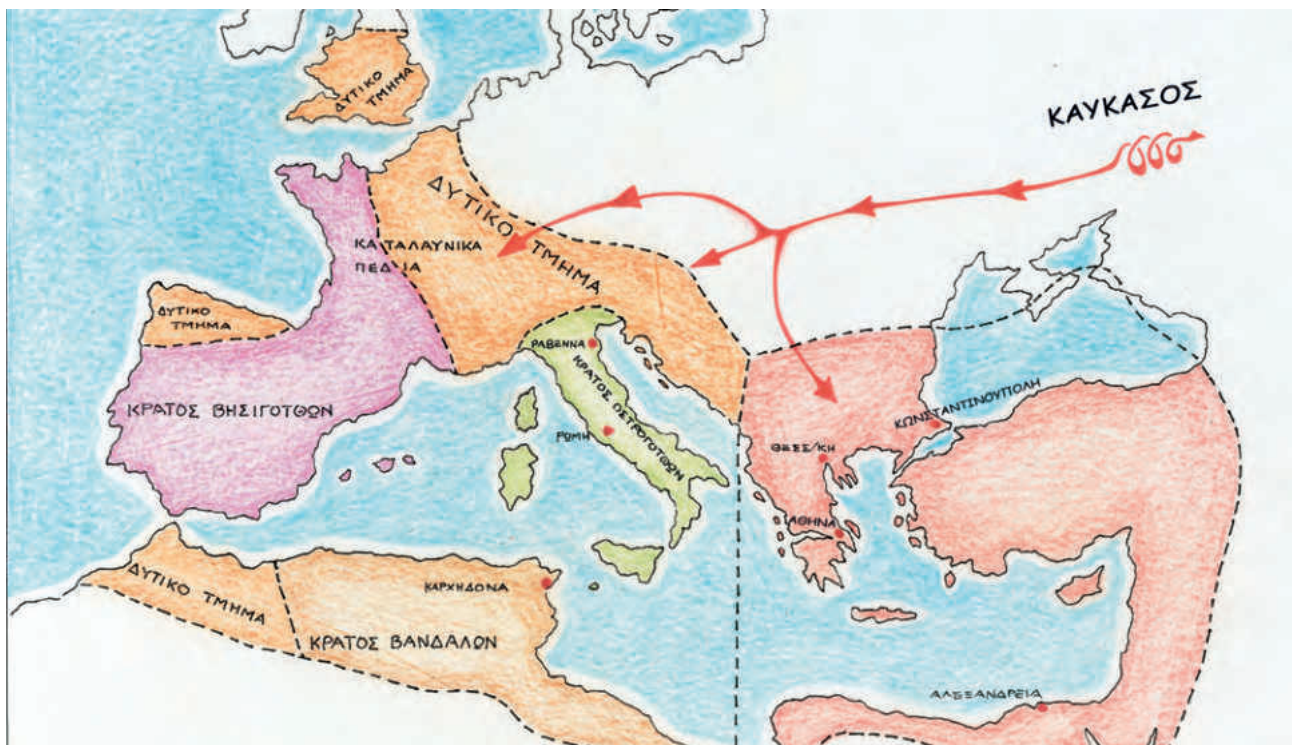 ΔΥΤΙΚΟ
ΤΜΗΜΑ
ΚΑΥΚΑΣΟΣ
ΔΥΤΙΚΟ ΤΜΗΜΑ
ΚΑΤΑΛΑΥΝΙΚΑ
ΠΕΔΙΑ
ΔΥΤΙΚΟ
ΤΜΗΜΑ
ΡΑΒΕΝΝΑ
ΚΡΑΤΟΣ ΟΣΤΡΟΓΟΤΘΩΝ
ΚΡΑΤΟΣ ΒΗΣΙΓΟΤΘΩΝ
ΡΩΜΗ
ΚΩΝΣΤΑΝΤΙΝΟΥΠΟΛΗ
ΘΕΣΣ/ΚΗ
ΑΘΗΝΑ
ΔΥΤΙΚΟ ΤΜΗΜΑ
ΚΑΡΧΗΔΟΝΑ
ΚΡΑΤΟΣ ΒΑΝΔΑΛΩΝ
ΑΛΕΞΑΝΔΡΕΙΑ